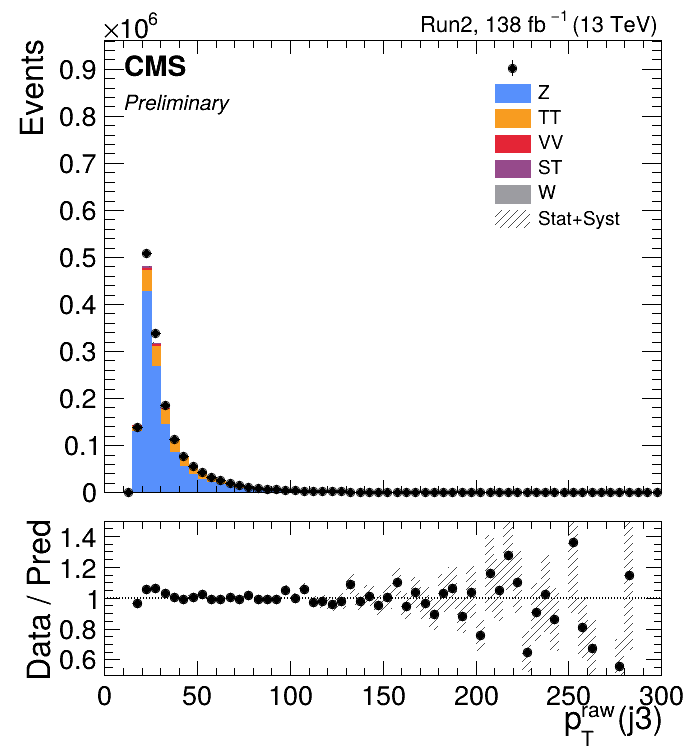 ×10⁶
Run2, 138 fb⁻¹ (13 TeV)
Events
CMS
Preliminary
Z
TT
VV
ST
W
Stat+Syst
0.9
0.8
0.7
0.6
0.5
0.4
0.3
0.2
0.1
0
Data / Pred
1.4
1.2
1
0.8
0.6
0 50 100 150 200 250 300
p_T^raw(j3)